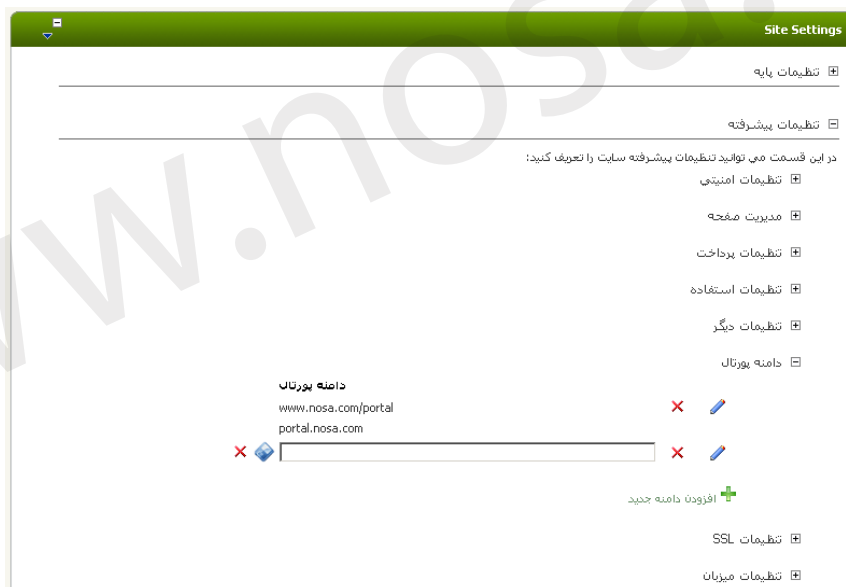 Site Settings
تنظیمات پایه
تنظیمات پیشرفته
در این قسمت می توانید تنظیمات پیشرفته سایت را تعریف کنید:
تنظیمات امنیتی
مدیریت صفحه
تنظیمات پرداخت
تنظیمات استفاده
تنظیمات دیگر
دامنه پورتال
دامنه پورتال
www.nosa.com/portal
portal.nosa.com
افزودن دامنه جدید
تنظیمات SSL
تنظیمات میزبان